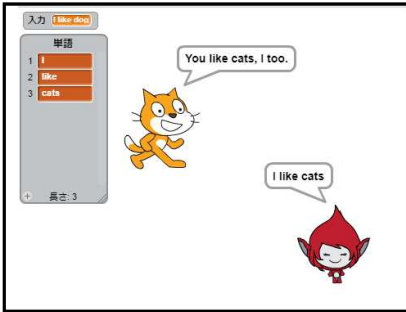 入力 I like dog
単語
1 I
2 like
3 cats
+ 長さ: 3
You like cats, I too.
I like cats